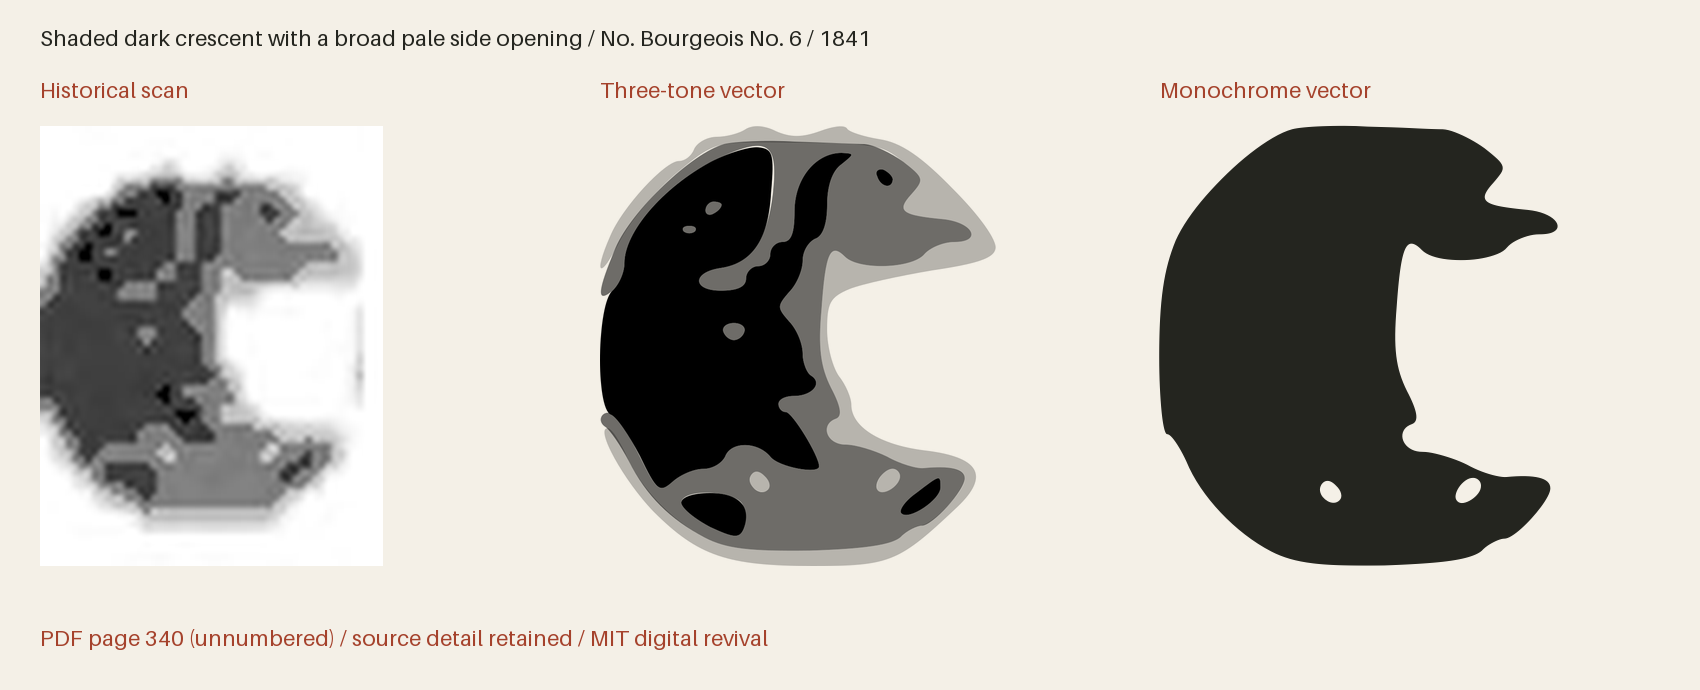 Shaded dark crescent with a broad pale side opening / No. Bourgeois No. 6 / 1841
Historical scan
Three-tone vector
Monochrome vector
PDF page 340 (unnumbered) / source detail retained / MIT digital revival